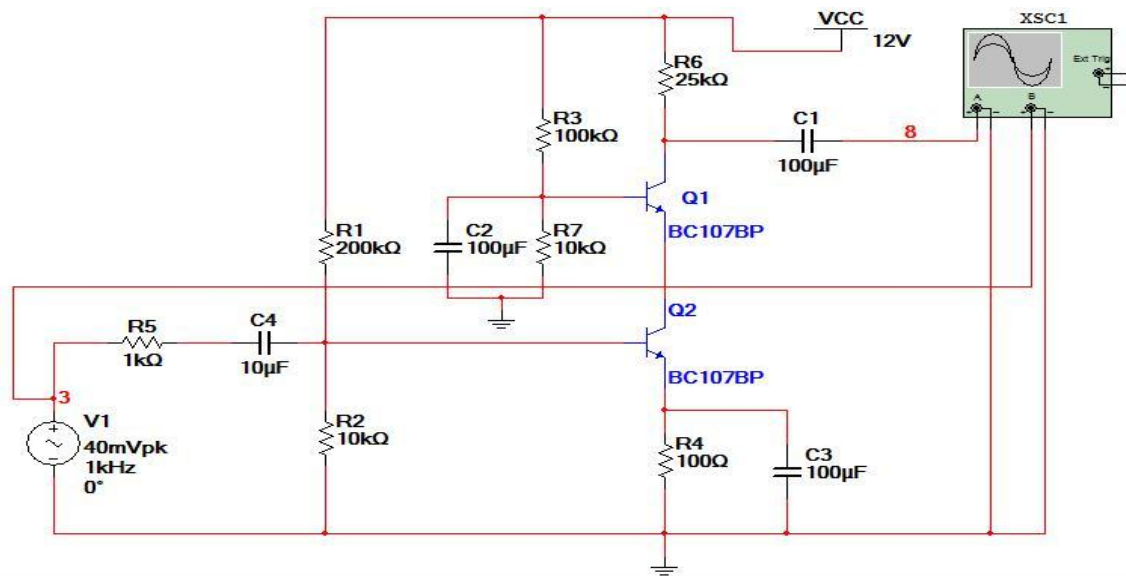 XSC1
VCC
12V
Ext Trig
+
−
A
B
+ − + −
R6
25kΩ
R3
100kΩ
C1
100µF
8
Q1
BC107BP
R1
200kΩ
C2
100µF
R7
10kΩ
Q2
BC107BP
R5
1kΩ
C4
10µF
3
V1
40mVpk
1kHz
0°
R2
10kΩ
R4
100Ω
C3
100µF